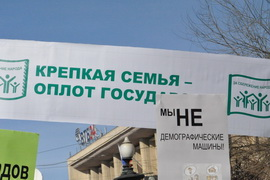 КРЕПКАЯ СЕМЬЯ –
ОПЛОТ ГОСУДАР
МЫ НЕ
ДЕМОГРАФИЧЕСКИЕ
МАШИНЫ!
ДОВ